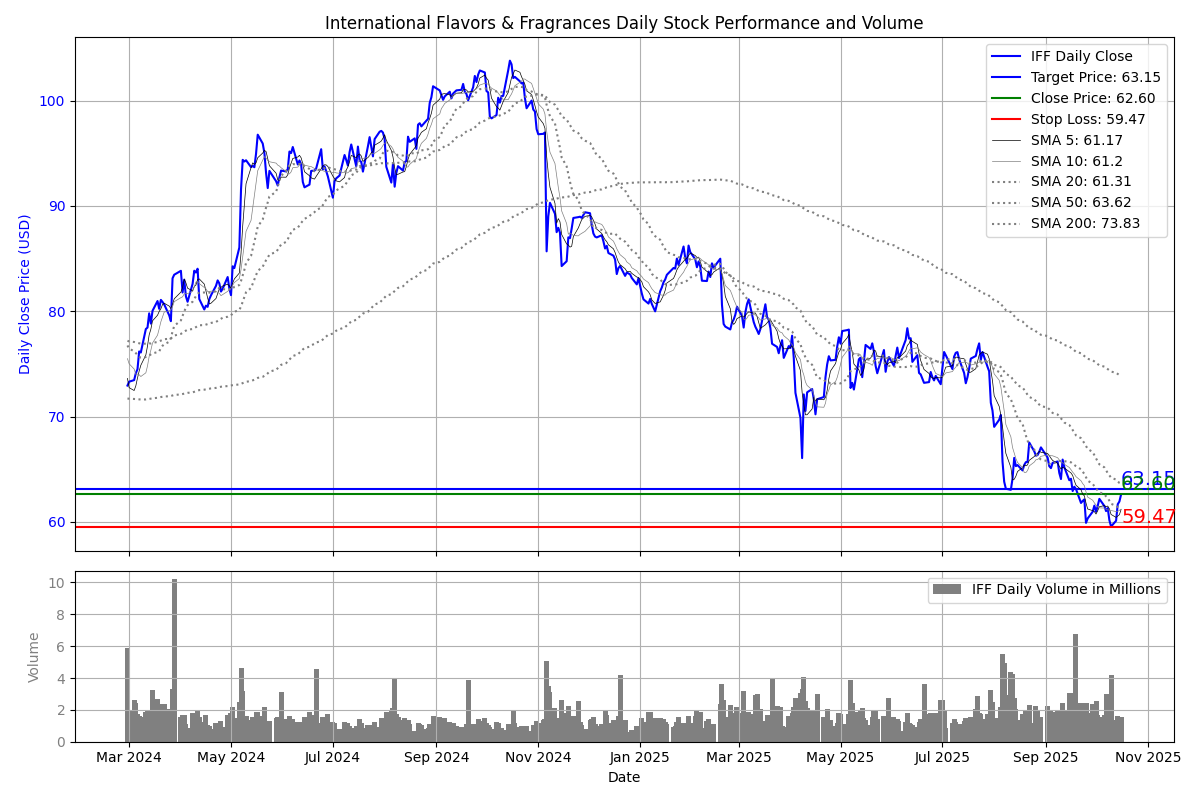 International Flavors & Fragrances Daily Stock Performance and Volume
IFF Daily Close
Target Price: 63.15
Close Price: 62.60
Stop Loss: 59.47
SMA 5: 61.17
SMA 10: 61.2
SMA 20: 61.31
SMA 50: 63.62
SMA 200: 73.83
Daily Close Price (USD)
100
90
80
70
60
63.15
62.60
59.47
IFF Daily Volume in Millions
Volume
10
8
6
4
2
0
Mar 2024 May 2024 Jul 2024 Sep 2024 Nov 2024 Jan 2025 Mar 2025 May 2025 Jul 2025 Sep 2025 Nov 2025
Date